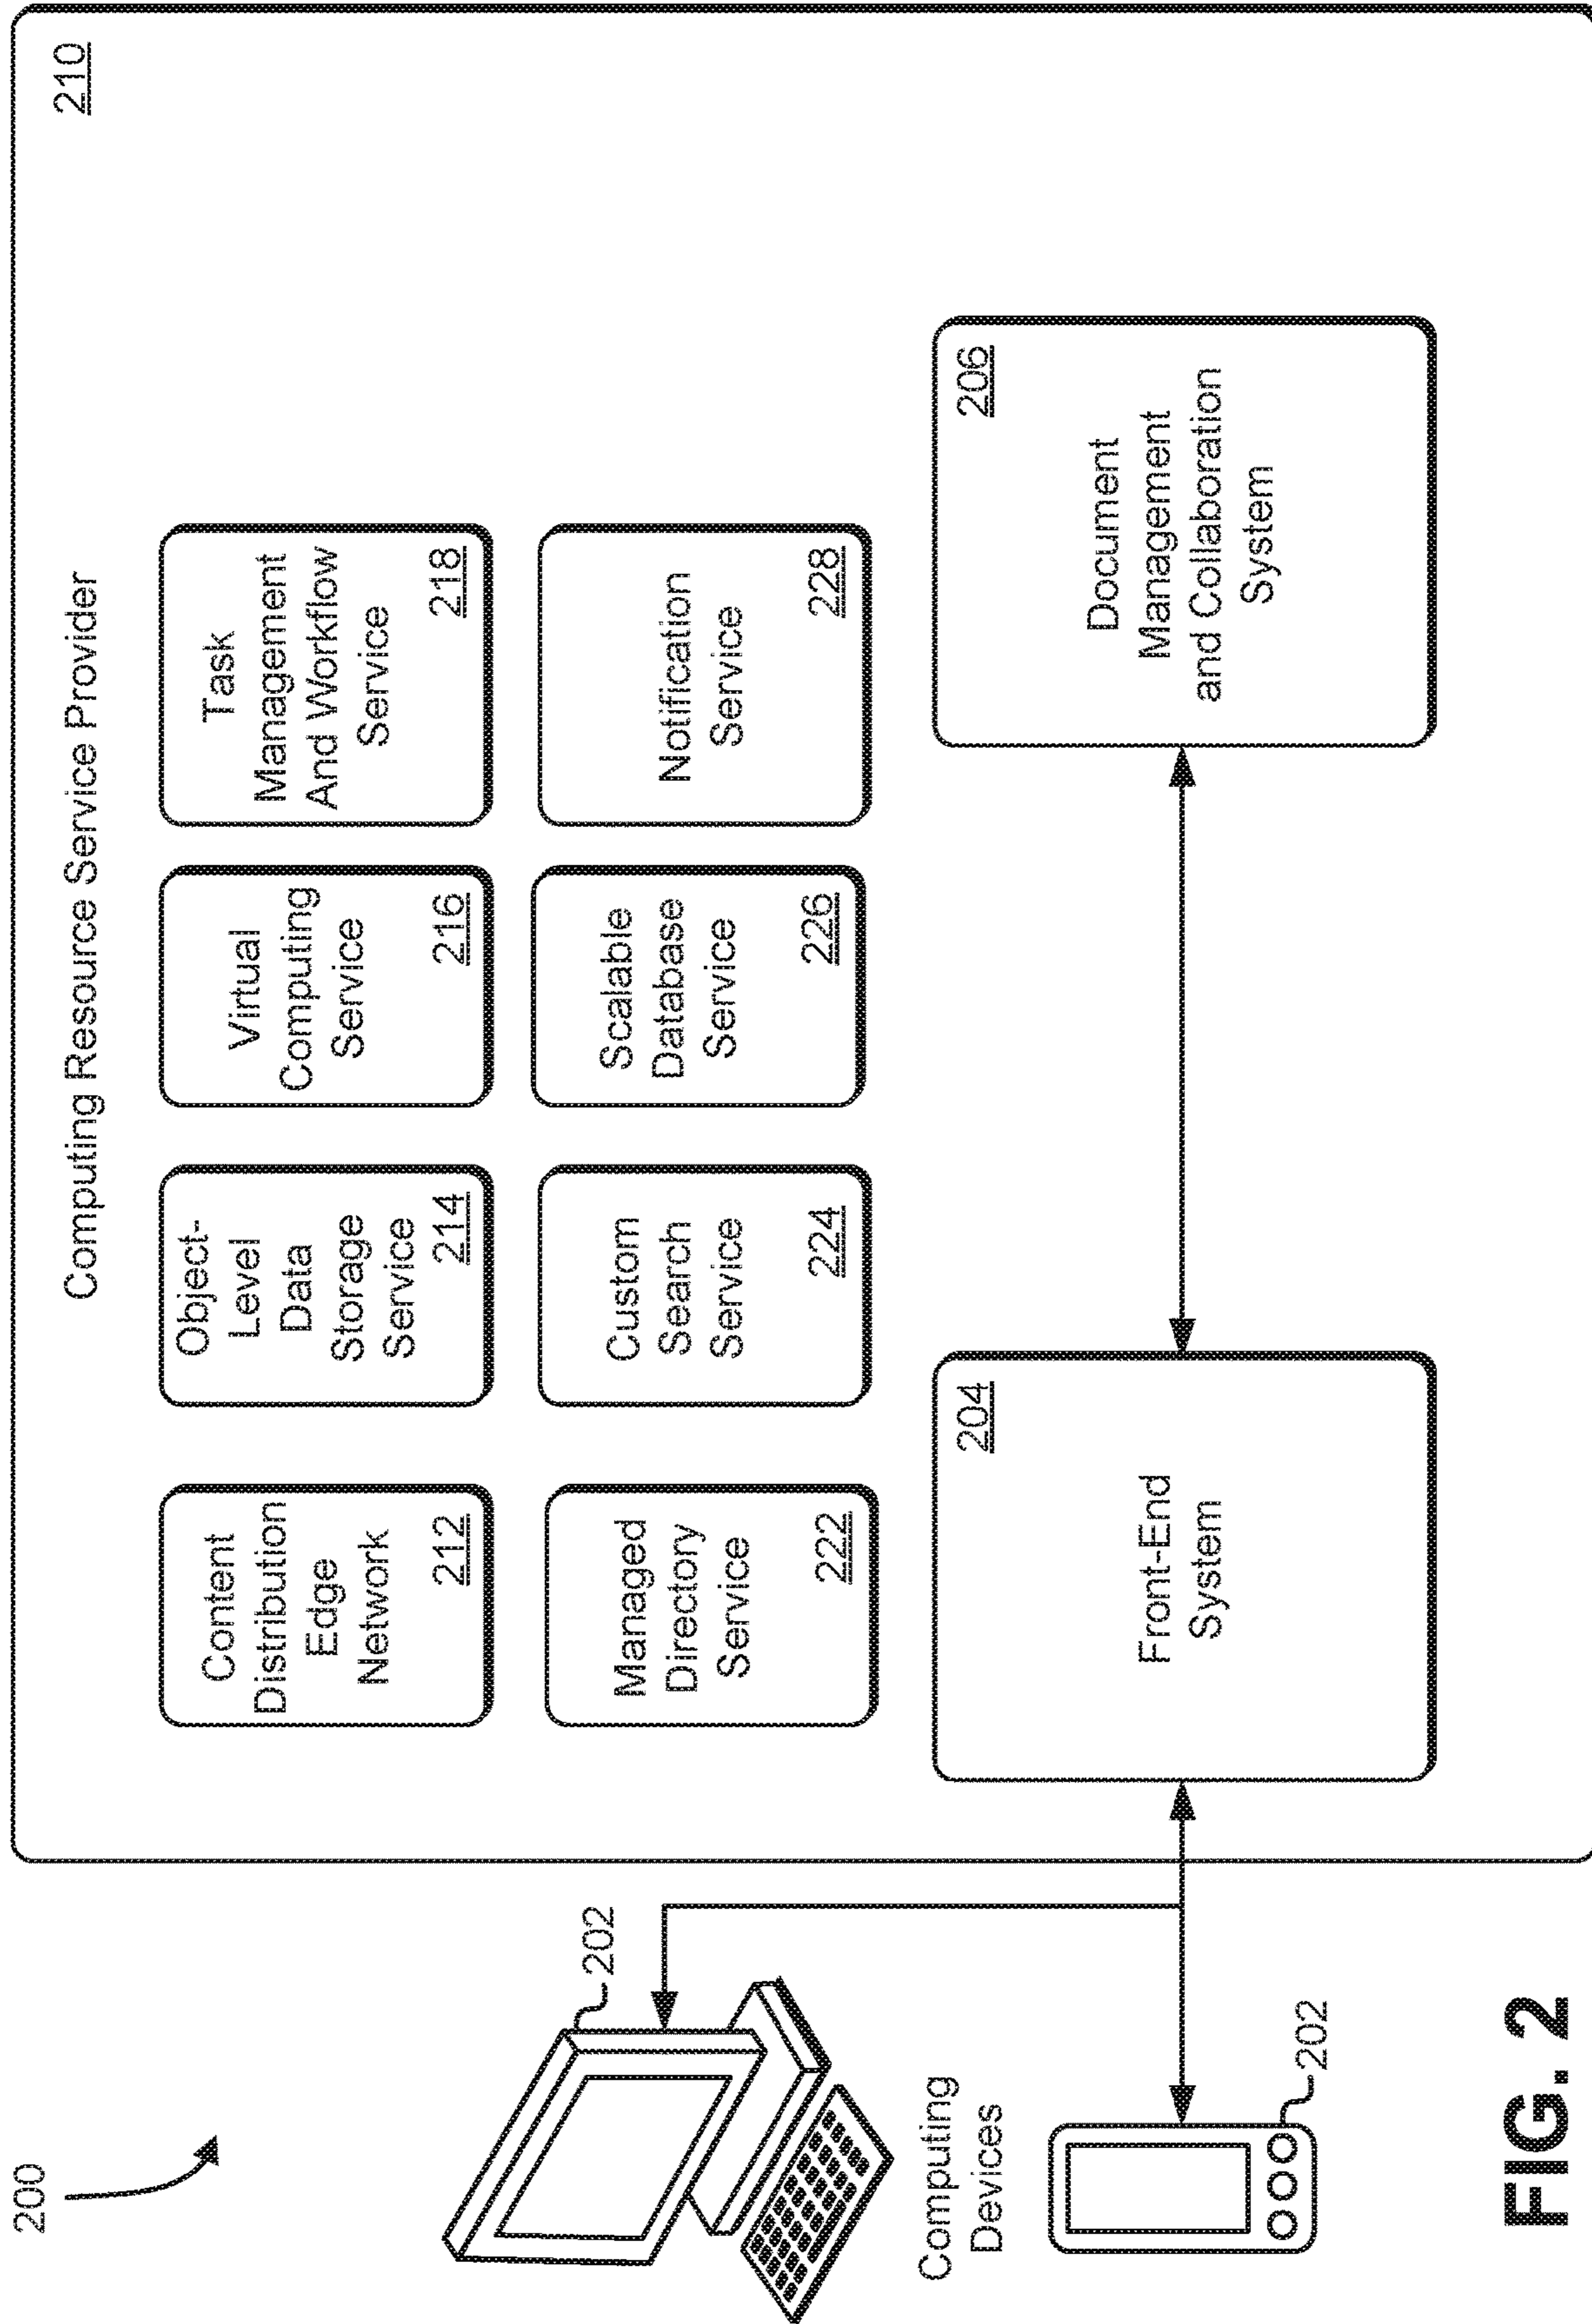 200
Computing Resource Service Provider
210
Content
Distribution
Edge
Network
212
Object-
Level
Data
Storage
Service
214
Virtual
Computing
Service
216
Task
Management
And Workflow
Service
218
Managed
Directory
Service
222
Custom
Search
Service
224
Scalable
Database
Service
226
Notification
Service
228
202
Computing
Devices
202
204
Front-End
System
206
Document
Management
and Collaboration
System
FIG. 2